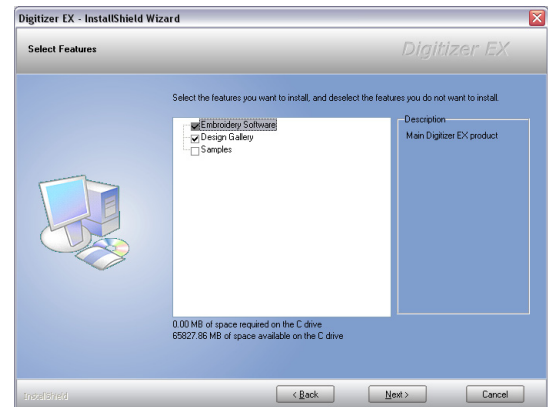 Digitizer EX - InstallShield Wizard
Select Features
Digitizer EX
Select the features you want to install, and deselect the features you do not want to install.
Embroidery Software
Design Gallery
Samples
Description
Main Digitizer EX product
0.00 MB of space required on the C drive
65827.86 MB of space available on the C drive
InstallShield
< Back
Next >
Cancel